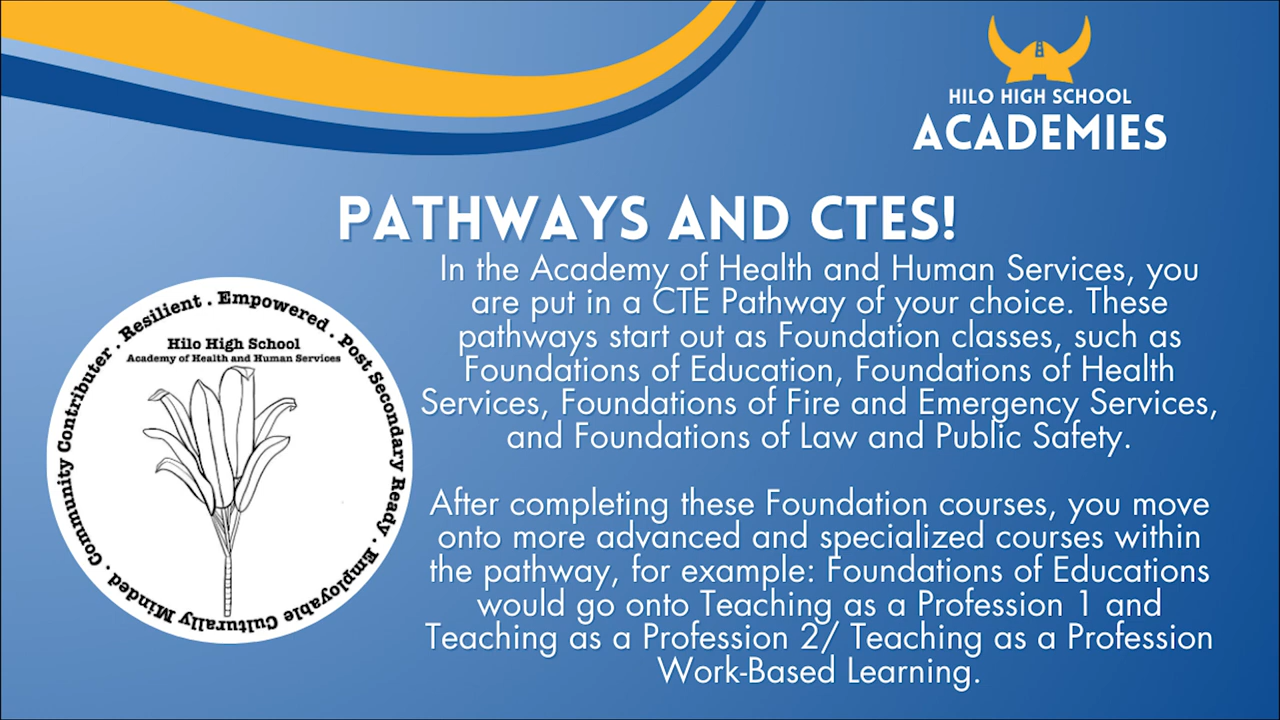 HILO HIGH SCHOOL
ACADEMIES
PATHWAYS AND CTES!
In the Academy of Health and Human Services, you
are put in a CTE Pathway of your choice. These
pathways start out as Foundation classes, such as
Foundations of Education, Foundations of Health
Services, Foundations of Fire and Emergency Services,
and Foundations of Law and Public Safety.
After completing these Foundation courses, you move
onto more advanced and specialized courses within
the pathway, for example: Foundations of Educations
would go onto Teaching as a Profession 1 and
Teaching as a Profession 2/ Teaching as a Profession
Work-Based Learning.
Community Contributer . Resilient . Empowered . Post Secondary Ready . Employable Culturally Minded .
Hilo High School
Academy of Health and Human Services